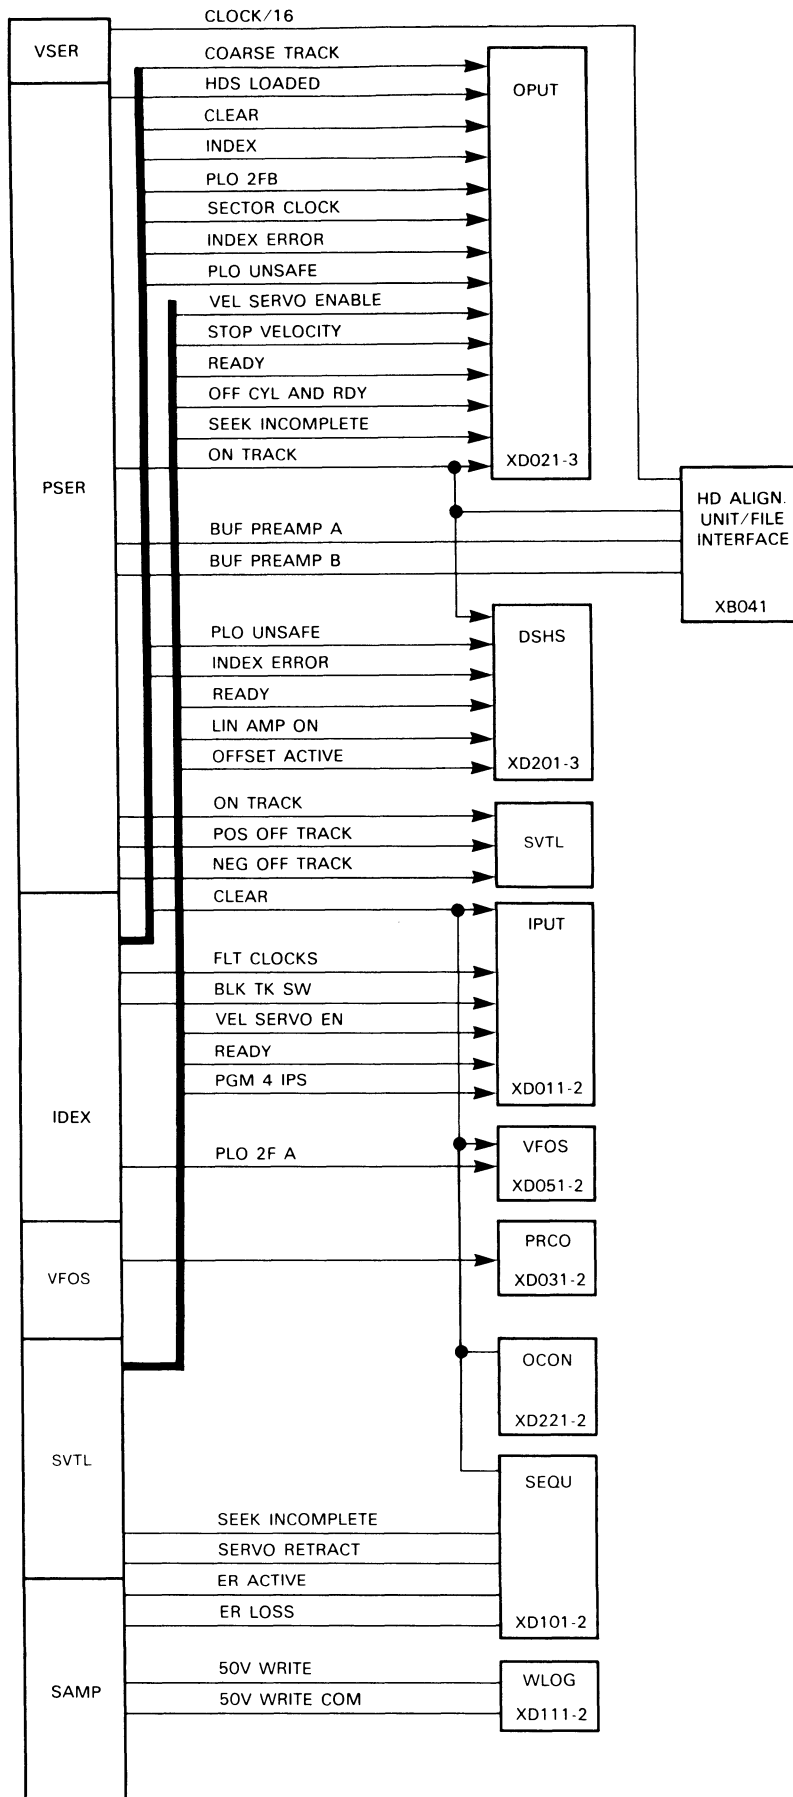 CLOCK/16
VSER
COARSE TRACK
HDS LOADED
OPUT
CLEAR
INDEX
PLO 2FB
SECTOR CLOCK
INDEX ERROR
PLO UNSAFE
VEL SERVO ENABLE
STOP VELOCITY
READY
OFF CYL AND RDY
SEEK INCOMPLETE
ON TRACK
XD021-3
PSER
HD ALIGN.
UNIT/FILE
INTERFACE
XB041
BUF PREAMP A
BUF PREAMP B
PLO UNSAFE
DSHS
INDEX ERROR
READY
LIN AMP ON
OFFSET ACTIVE
XD201-3
ON TRACK
POS OFF TRACK
SVTL
NEG OFF TRACK
CLEAR
IPUT
FLT CLOCKS
BLK TK SW
VEL SERVO EN
READY
PGM 4 IPS
XD011-2
IDEX
PLO 2F A
VFOS
XD051-2
VFOS
PRCO
XD031-2
OCON
XD221-2
SVTL
SEQU
SEEK INCOMPLETE
SERVO RETRACT
ER ACTIVE
ER LOSS
XD101-2
SAMP
50V WRITE
50V WRITE COM
WLOG
XD111-2